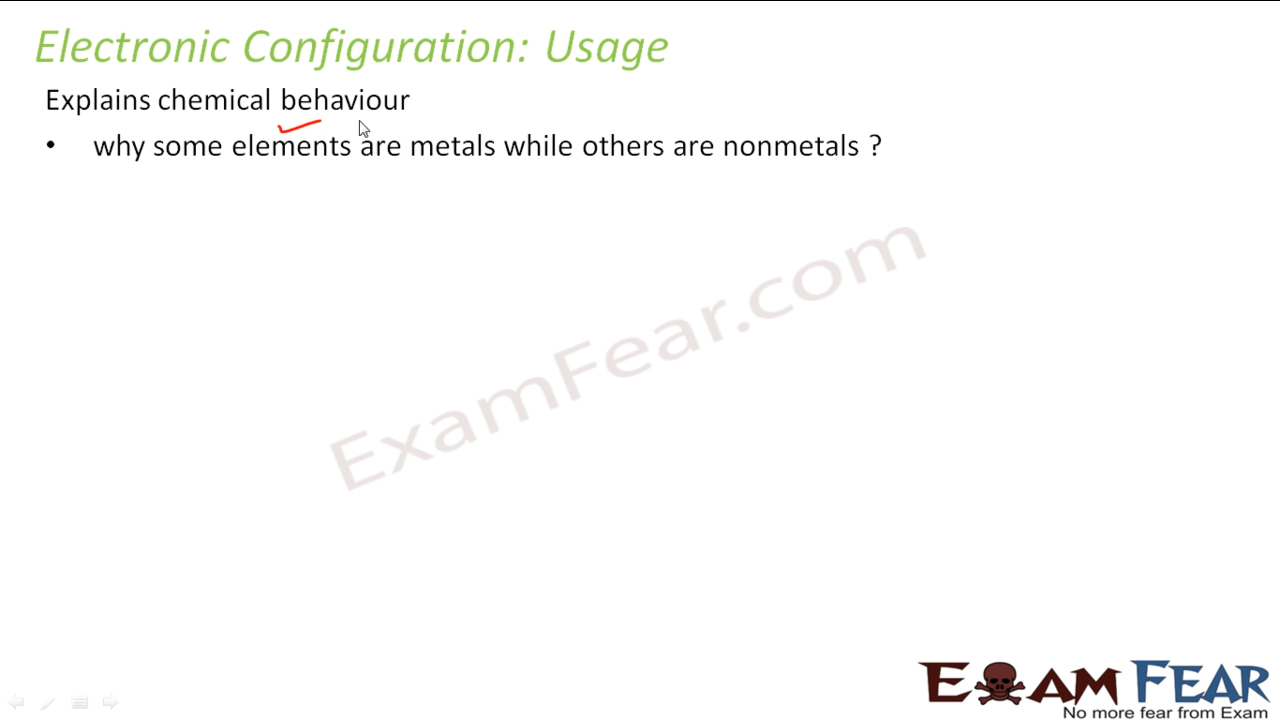 Electronic Configuration: Usage
Explains chemical behaviour
• why some elements are metals while others are nonmetals ?
ExamFear.com
EXAM FEAR
No more fear from Exam